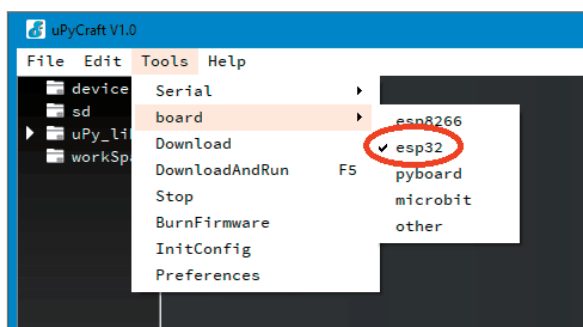 uPyCraft V1.0
File Edit Tools Help
device
sd
uPy_li
workSpa
Serial
board
Download
DownloadAndRun F5
Stop
BurnFirmware
InitConfig
Preferences
esp8266
esp32
pyboard
microbit
other